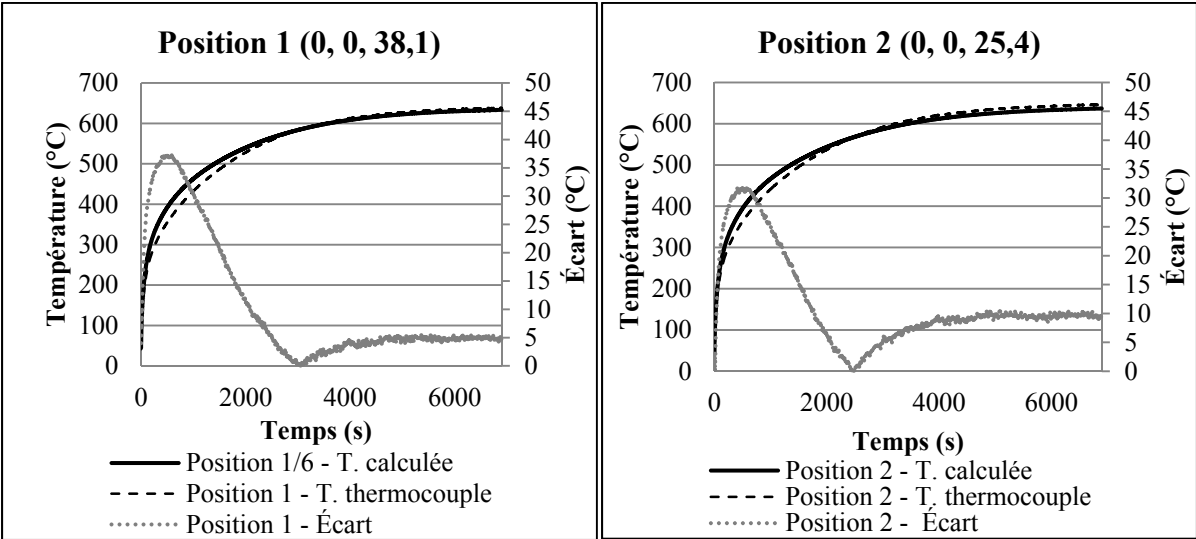 Position 1 (0, 0, 38,1)
Température (°C)
700
600
500
400
300
200
100
0
50
45
40
35
30
25
20
15
10
5
0
Écart (°C)
0 2000 4000 6000
Temps (s)
Position 1/6 - T. calculée
Position 1 - T. thermocouple
Position 1 - Écart
Position 2 (0, 0, 25,4)
Température (°C)
700
600
500
400
300
200
100
0
50
45
40
35
30
25
20
15
10
5
0
Écart (°C)
0 2000 4000 6000
Temps (s)
Position 2 - T. calculée
Position 2 - T. thermocouple
Position 2 - Écart